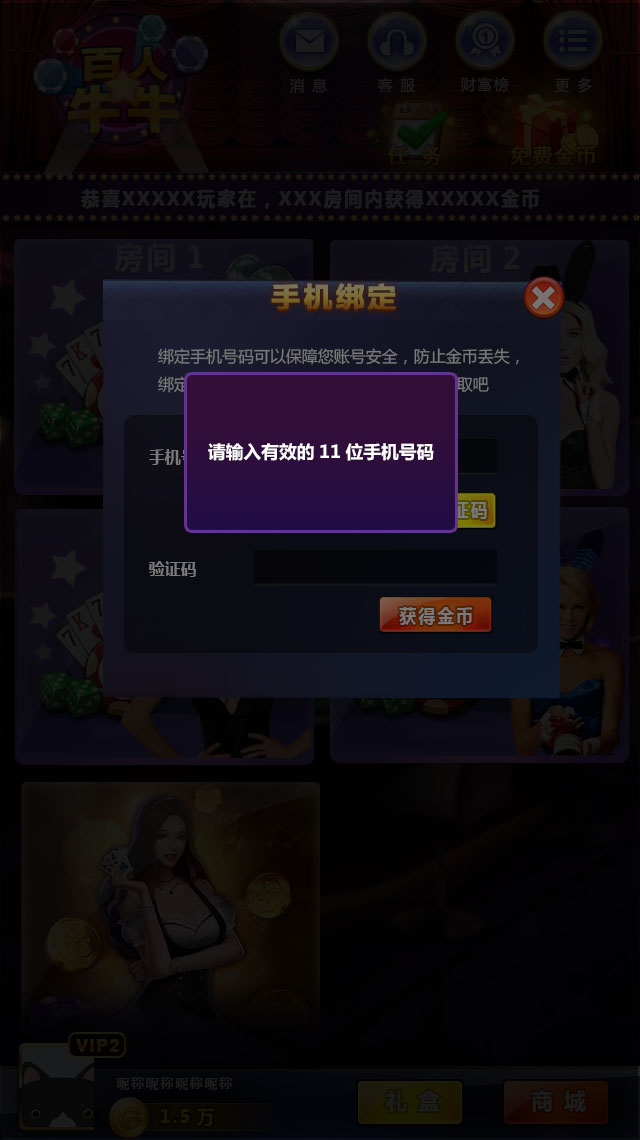 百人
牛牛
消息
客服
财富榜
更多
任务
免费金币
恭喜XXXXX玩家在，XXX房间内获得XXXXX金币
房间 1
房间 2
手机绑定
绑定手机号码可以保障您账号安全，防止金币丢失，
绑定
取吧
请输入有效的 11 位手机号码
手机
证码
验证码
获得金币
VIP2
昵称昵称昵称昵称
1.5 万
礼盒
商城